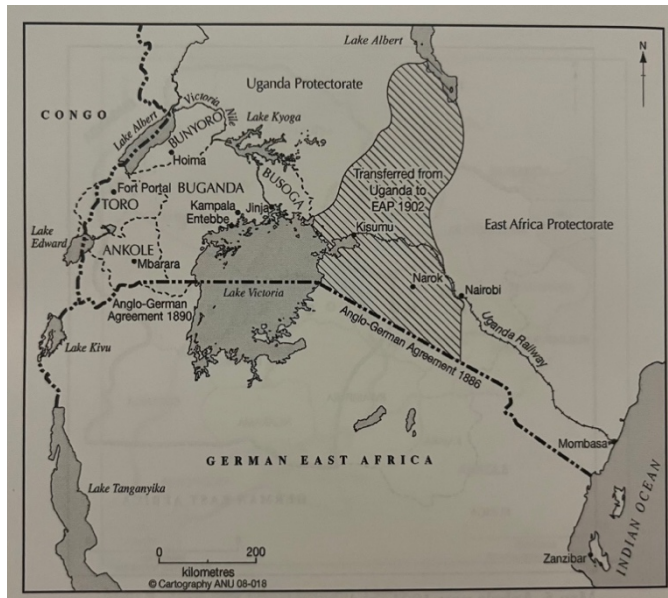 Lake Albert
N
Uganda Protectorate
CONGO
Victoria
Nile
Lake Kyoga
Lake Albert
BUNYORO
Hoima
Transferred from
Uganda to
EAP 1902
Fort Portal
BUGANDA
BUSOGA
TORO
Kampala
Jinja
Entebbe
East Africa Protectorate
Kisumu
Lake
Edward
ANKOLE
Mbarara
Narok
Nairobi
Lake Victoria
Anglo-German
Agreement 1890
Anglo-German Agreement 1886
Uganda Railway
Lake Kivu
Mombasa
GERMAN EAST AFRICA
Lake Tanganyika
INDIAN OCEAN
Zanzibar
0 200
kilometres
© Cartography ANU 08-018